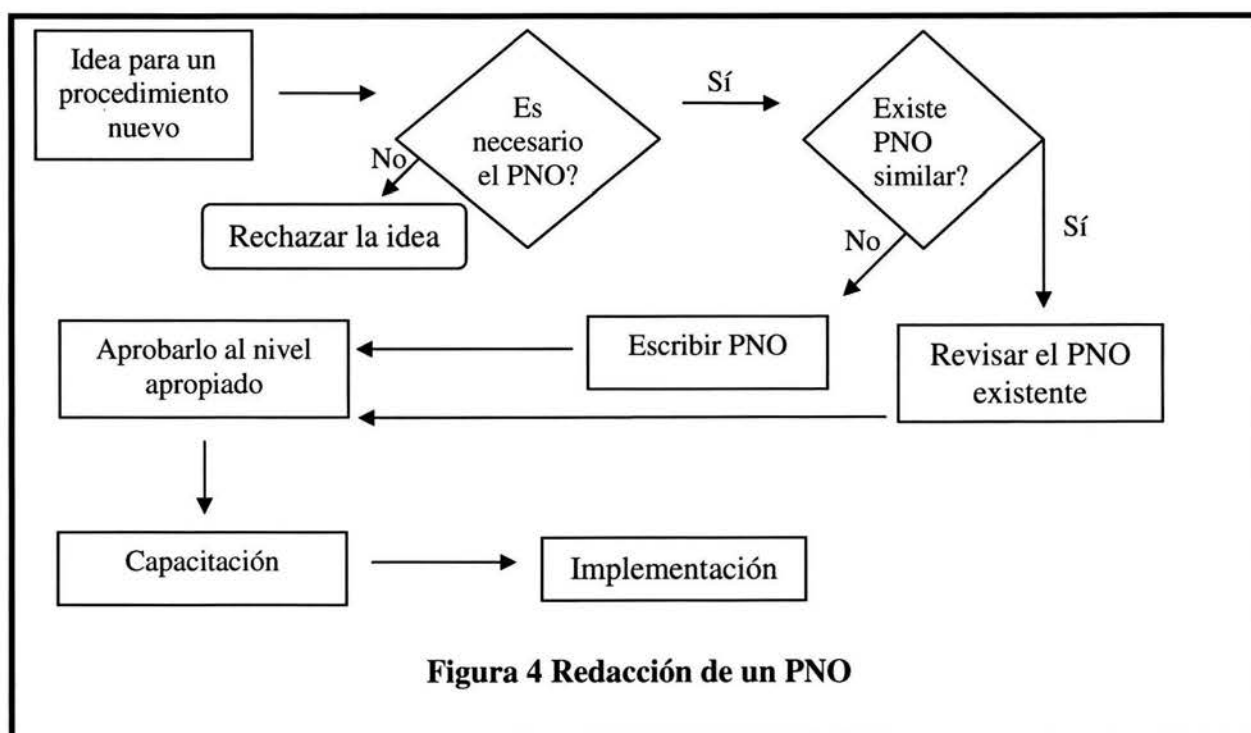 Idea para un
procedimiento
nuevo
Es
necesario
el PNO?
Sí
Existe
PNO
similar?
No
Rechazar la idea
No
Sí
Escribir PNO
Revisar el PNO
existente
Aprobarlo al nivel
apropiado
Capacitación
Implementación
Figura 4 Redacción de un PNO